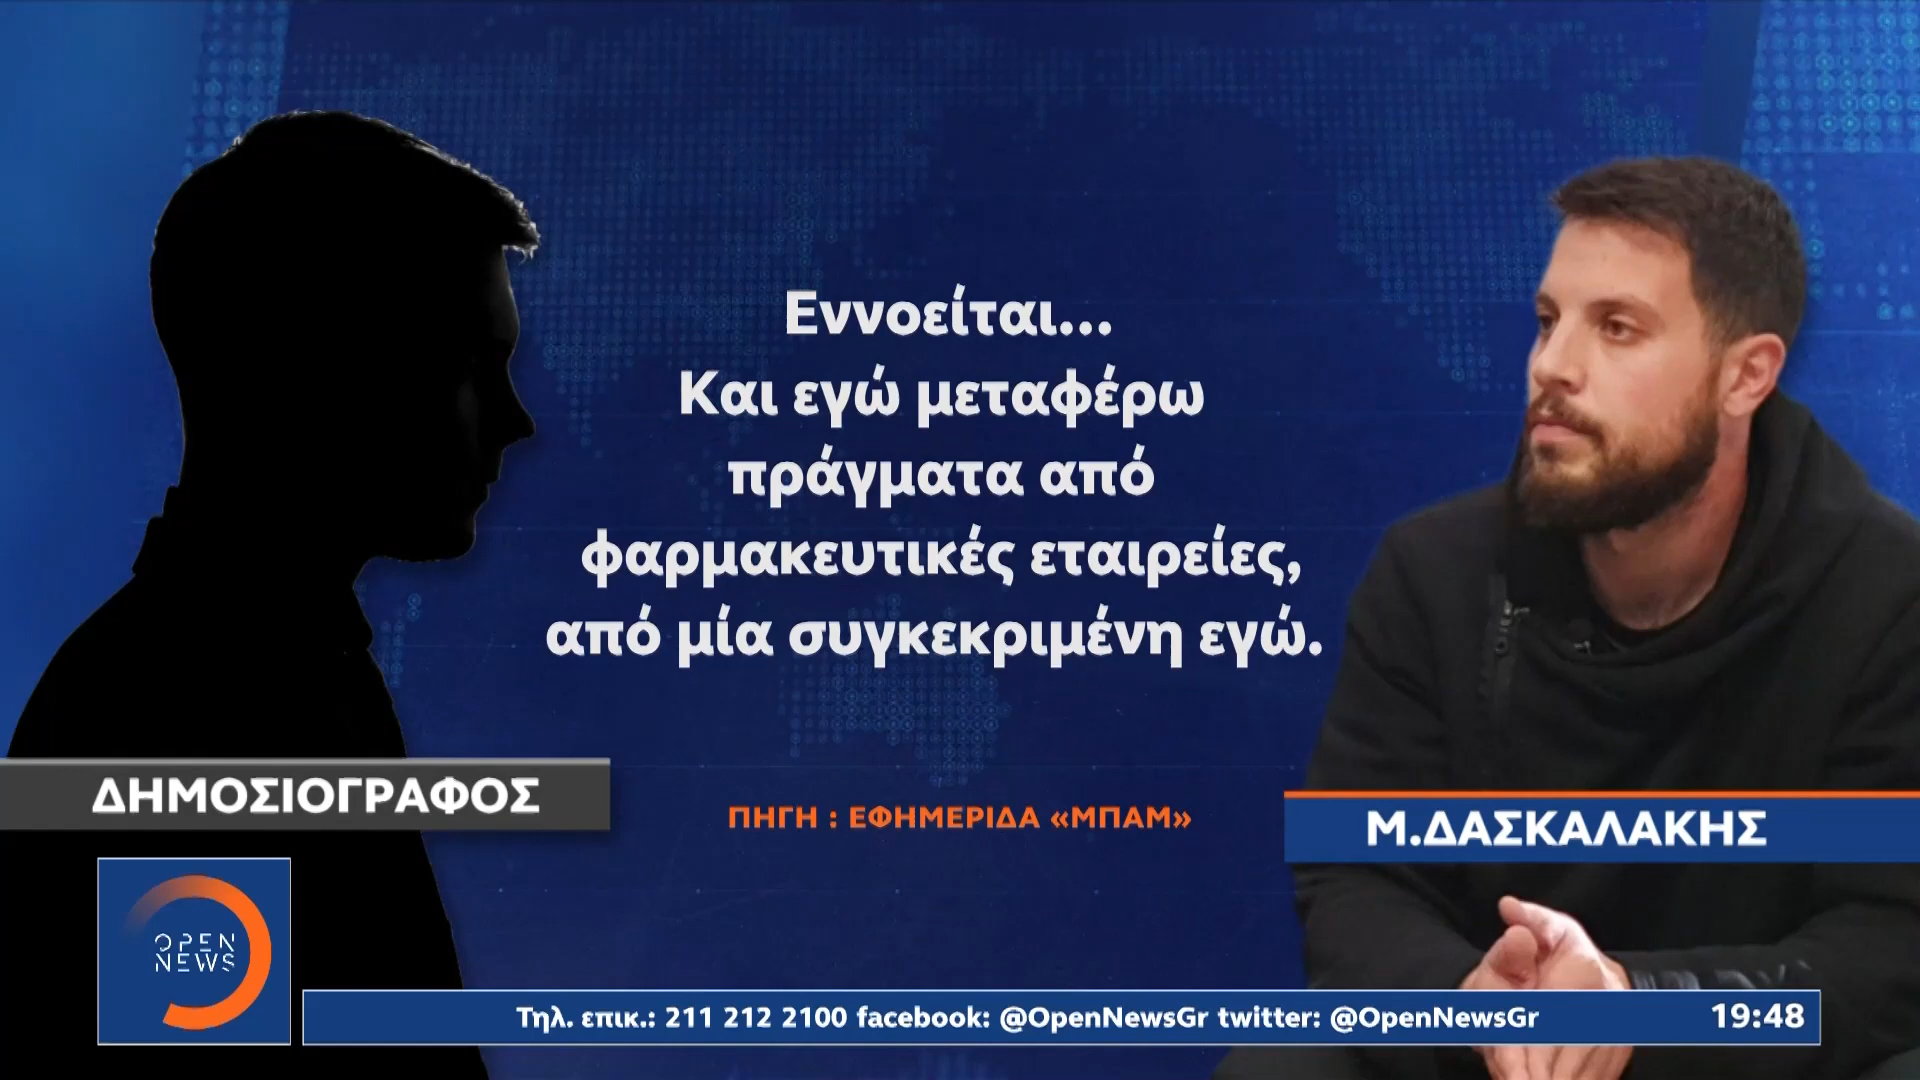 Εννοείται...
Και εγώ μεταφέρω
πράγματα από
φαρμακευτικές εταιρείες,
από μία συγκεκριμένη εγώ.
ΔΗΜΟΣΙΟΓΡΑΦΟΣ
ΠΗΓΗ : ΕΦΗΜΕΡΙΔΑ «ΜΠΑΜ»
Μ.ΔΑΣΚΑΛΑΚΗΣ
OPEN
NEWS
Τηλ. επικ.: 211 212 2100 facebook: @OpenNewsGr twitter: @OpenNewsGr
19:48